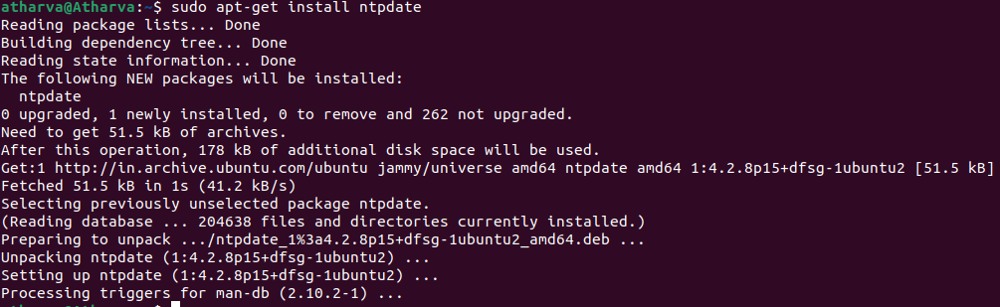 atharva@Atharva:~$ sudo apt-get install ntpdate
Reading package lists... Done
Building dependency tree... Done
Reading state information... Done
The following NEW packages will be installed:
  ntpdate
0 upgraded, 1 newly installed, 0 to remove and 262 not upgraded.
Need to get 51.5 kB of archives.
After this operation, 178 kB of additional disk space will be used.
Get:1 http://in.archive.ubuntu.com/ubuntu jammy/universe amd64 ntpdate amd64 1:4.2.8p15+dfsg-1ubuntu2 [51.5 kB]
Fetched 51.5 kB in 1s (41.2 kB/s)
Selecting previously unselected package ntpdate.
(Reading database ... 204638 files and directories currently installed.)
Preparing to unpack .../ntpdate_1%3a4.2.8p15+dfsg-1ubuntu2_amd64.deb ...
Unpacking ntpdate (1:4.2.8p15+dfsg-1ubuntu2) ...
Setting up ntpdate (1:4.2.8p15+dfsg-1ubuntu2) ...
Processing triggers for man-db (2.10.2-1) ...